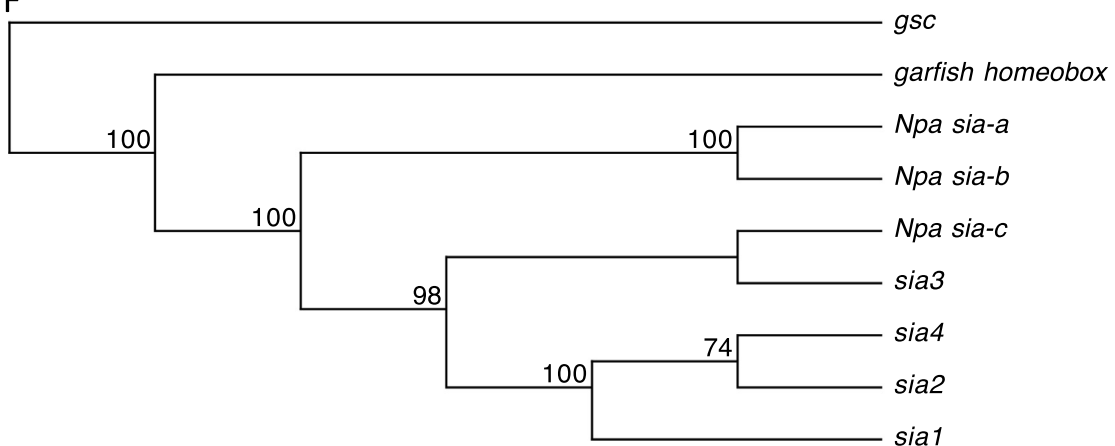 gsc
garfish homeobox
100
Npa sia-a
100
Npa sia-b
100
Npa sia-c
98
sia3
sia4
74
sia2
100
sia1